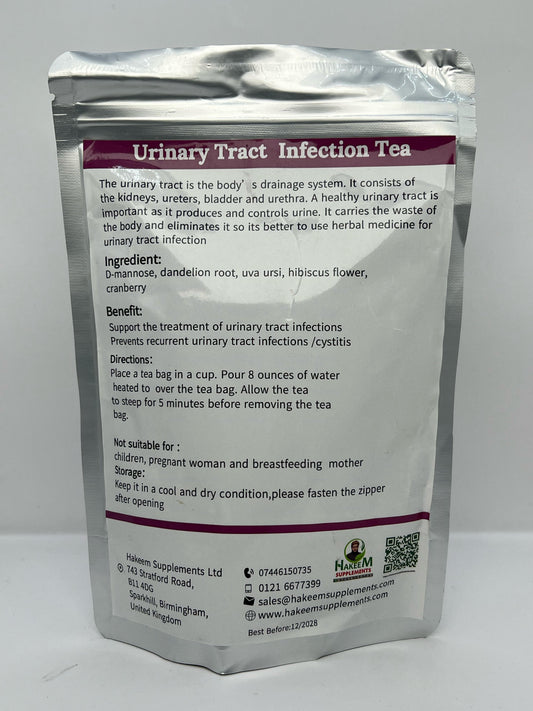 Urinary Tract Infection Tea
The urinary tract is the body's drainage system. It consists of
the kidneys, ureters, bladder and urethra. A healthy urinary tract is
important as it produces and controls urine. It carries the waste of
the body and eliminates it so its better to use herbal medicine for
urinary tract infection
Ingredient:
D-mannose, dandelion root, uva ursi, hibiscus flower,
cranberry
Benefit:
Support the treatment of urinary tract infections
Prevents recurrent urinary tract infections /cystitis
Directions:
Place a tea bag in a cup. Pour 8 ounces of water
heated to over the tea bag. Allow the tea
to steep for 5 minutes before removing the tea
bag.
Not suitable for :
children, pregnant woman and breastfeeding mother
Storage:
Keep it in a cool and dry condition,please fasten the zipper
after opening
Hakeem Supplements Ltd
743 Stratford Road,
B11 4DG
Sparkhill, Birmingham,
United Kingdom
07446150735
0121 6677399
sales@hakeemsupplements.com
www.hakeemsupplements.com
Best Before:12/2028
HAKEEM
SUPPLEMENTS